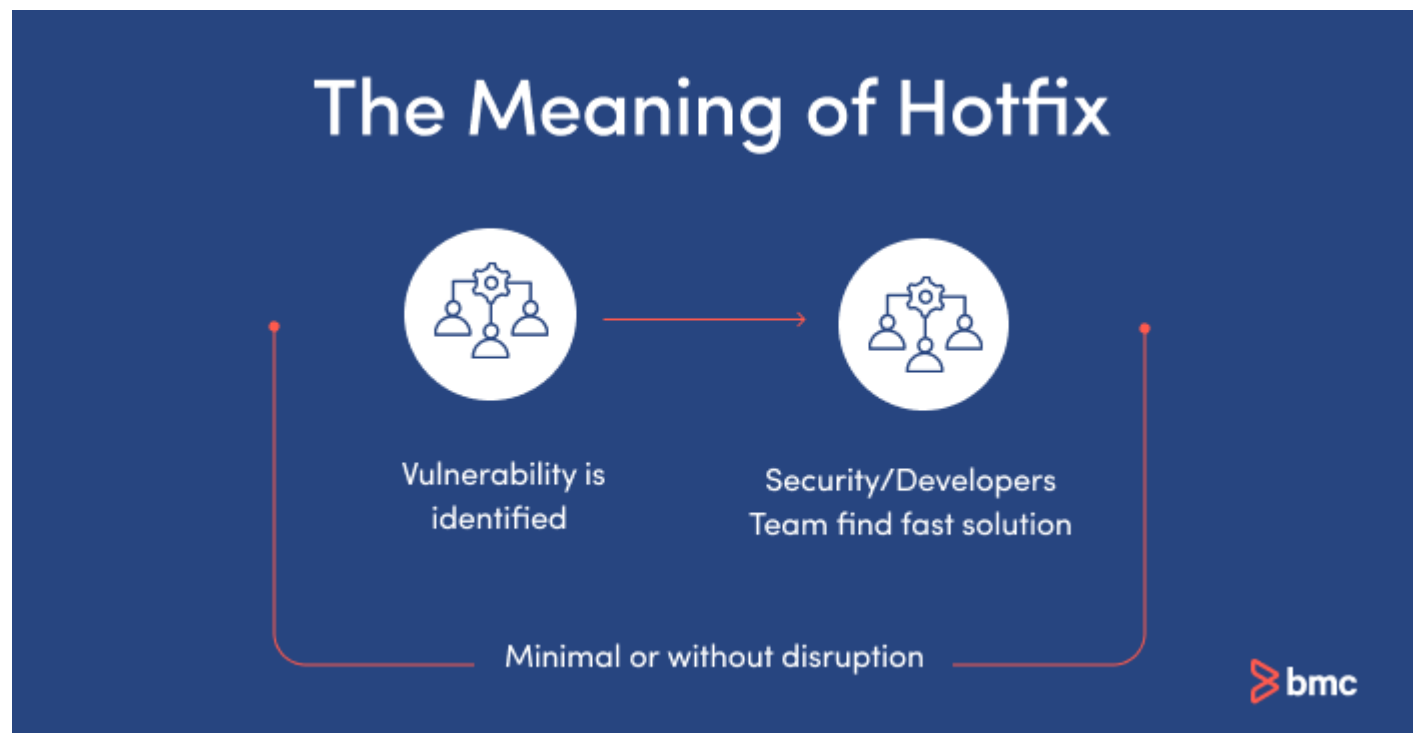 The Meaning of Hotfix
Vulnerability is
identified
Security/Developers
Team find fast solution
Minimal or without disruption
bmc